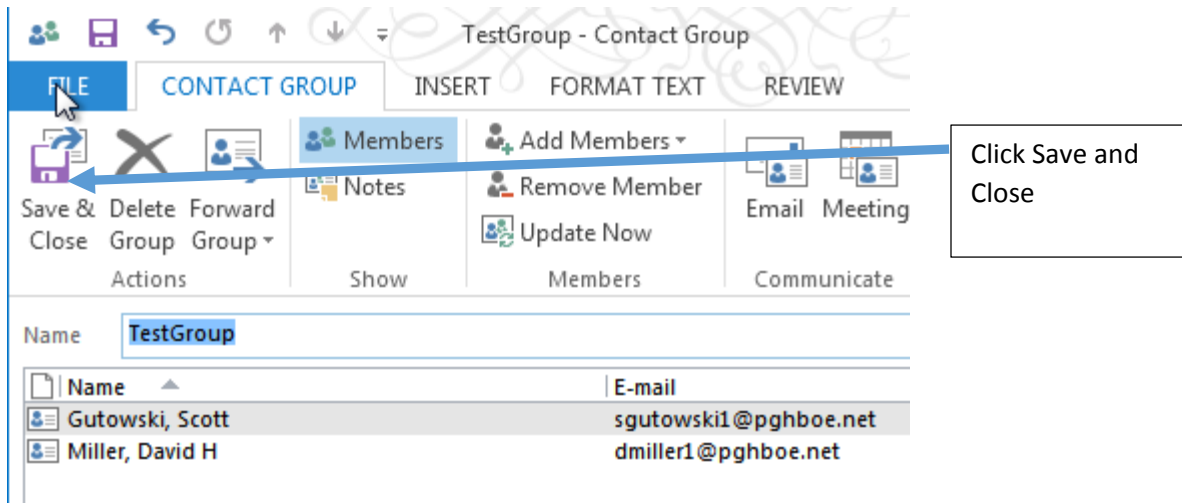 TestGroup - Contact Group
FILE CONTACT GROUP INSERT FORMAT TEXT REVIEW
Members Add Members
Notes Remove Member
Save & Close Delete Group Forward Group Update Now Email Meeting
Actions Show Members Communicate
Click Save and
Close
Name TestGroup
Name E-mail
Gutowski, Scott sgutowski1@pghboe.net
Miller, David H dmiller1@pghboe.net